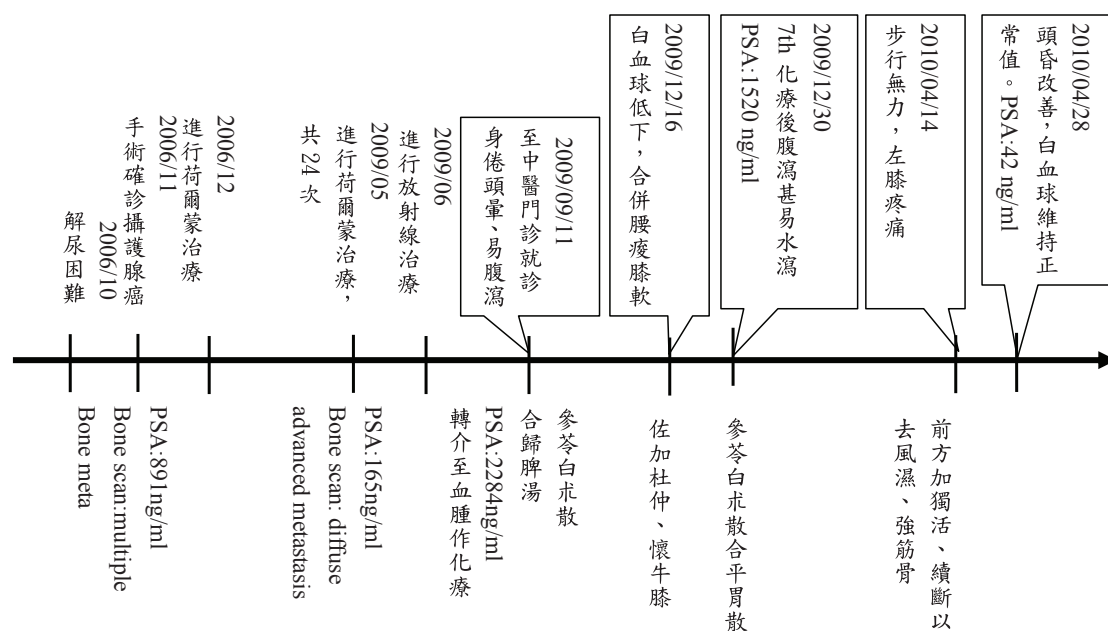 2006/10
解尿困難
2006/11
手術確診攝護腺癌
2006/12
進行荷爾蒙治療
2009/05
進行荷爾蒙治療，
共 24 次
2009/06
進行放射線治療
2009/09/11
至中醫門診就診
身倦頭暈、易腹瀉
2009/12/16
白血球低下，合併腰痠膝軟
2009/12/30
7th 化療後腹瀉甚易水瀉
PSA:1520 ng/ml
2010/04/14
步行無力，左膝疼痛
2010/04/28
頭昏改善，白血球維持正
常值。PSA:42 ng/ml
PSA:891ng/ml
Bone scan:multiple
Bone meta
PSA:165ng/ml
Bone scan: diffuse
advanced metastasis
參苓白朮散
合歸脾湯
PSA:2284ng/ml
轉介至血腫作化療
佐加杜仲、懷牛膝
參苓白朮散合平胃散
前方加獨活、續斷以
去風濕、強筋骨